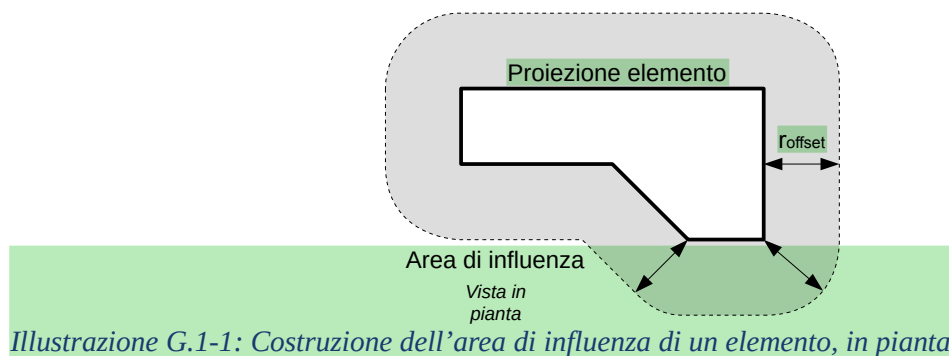 Proiezione elemento
roffset
Area di influenza
Vista in
pianta
Illustrazione G.1-1: Costruzione dell’area di influenza di un elemento, in pianta